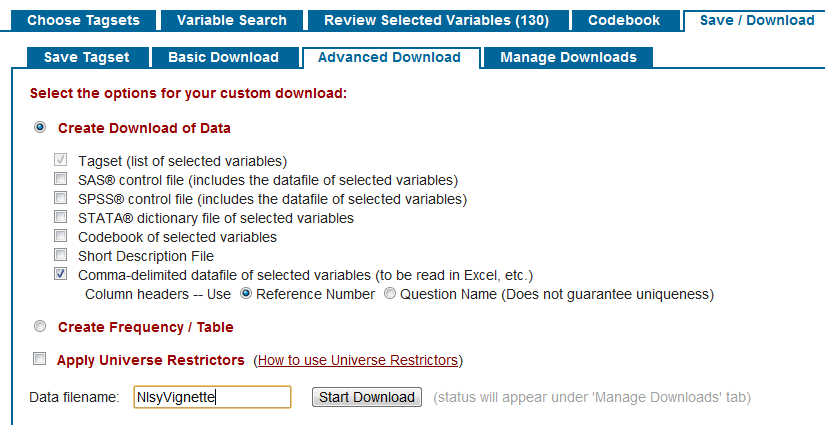 Choose Tagsets Variable Search Review Selected Variables (130) Codebook Save / Download
Save Tagset Basic Download Advanced Download Manage Downloads
Select the options for your custom download:
Create Download of Data
Tagset (list of selected variables)
SAS® control file (includes the datafile of selected variables)
SPSS® control file (includes the datafile of selected variables)
STATA® dictionary file of selected variables
Codebook of selected variables
Short Description File
Comma-delimited datafile of selected variables (to be read in Excel, etc.)
Column headers -- Use Reference Number Question Name (Does not guarantee uniqueness)
Create Frequency / Table
Apply Universe Restrictors (How to use Universe Restrictors)
Data filename: NlsyVignette Start Download (status will appear under 'Manage Downloads' tab)